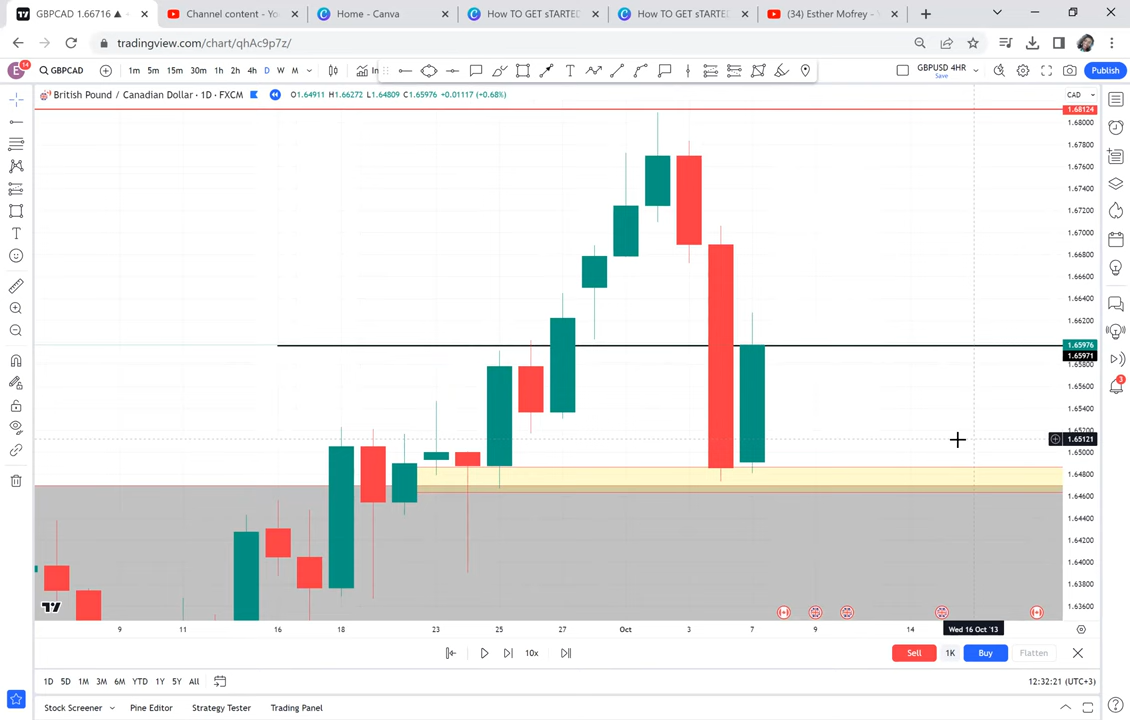 GBPCAD 1.66716 ▲
Channel content - Yo
Home - Canva
How TO GET sTARTED
How TO GET sTARTED
(34) Esther Mofrey - Y
tradingview.com/chart/qhAc9p7z/
E 14 GBPCAD 1m 5m 15m 30m 1h 2h 4h D W M In T GBPUSD 4HR Save Publish
British Pound / Canadian Dollar · 1D · FXCM O1.64911 H1.66272 L1.64809 C1.65976 +0.01117 (+0.68%) CAD
1.68124
1.68000
1.67800
1.67600
1.67400
1.67200
1.67000
1.66800
1.66600
1.66400
1.66200
1.65976
1.65971
1.65800
1.65600
1.65400
1.65200
1.65121
1.65000
1.64800
1.64600
1.64400
1.64200
1.64000
1.63800
1.63600
3
9 11 16 18 23 25 27 Oct 3 7 9 14 Wed 16 Oct '13
10x Sell 1K Buy Flatten
1D 5D 1M 3M 6M YTD 1Y 5Y All 12:32:21 (UTC+3)
Stock Screener Pine Editor Strategy Tester Trading Panel